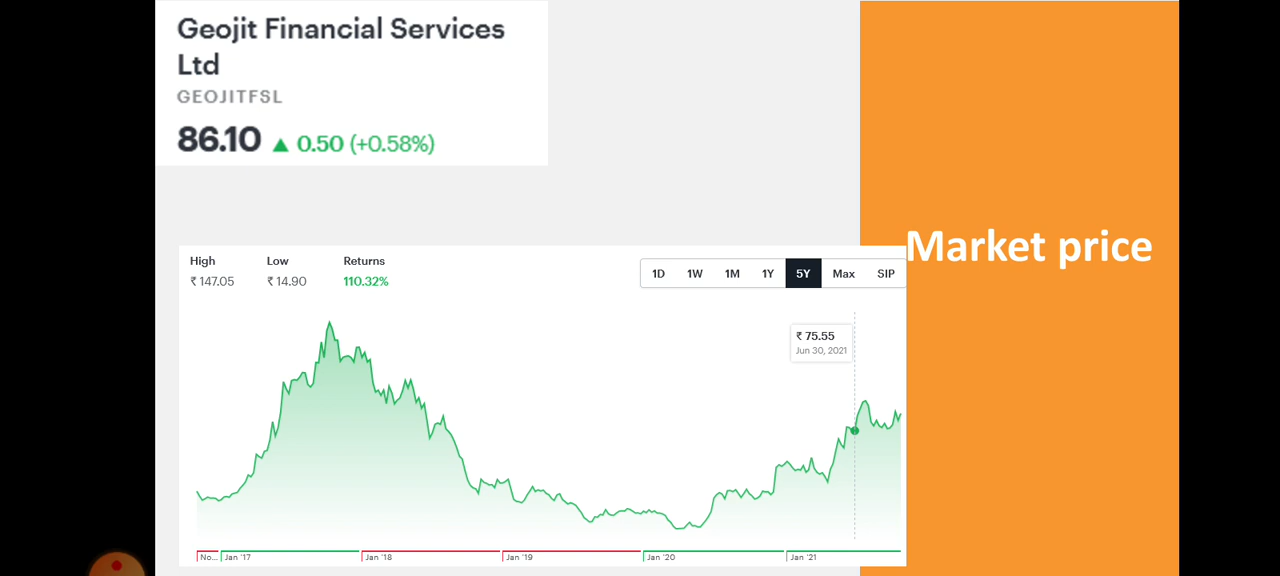 Geojit Financial Services
Ltd
GEOJITFSL
86.10 ▲ 0.50 (+0.58%)
Market price
High Low Returns
₹ 147.05 ₹ 14.90 110.32%
1D 1W 1M 1Y 5Y Max SIP
₹ 75.55
Jun 30, 2021
No... Jan '17 Jan '18 Jan '19 Jan '20 Jan '21